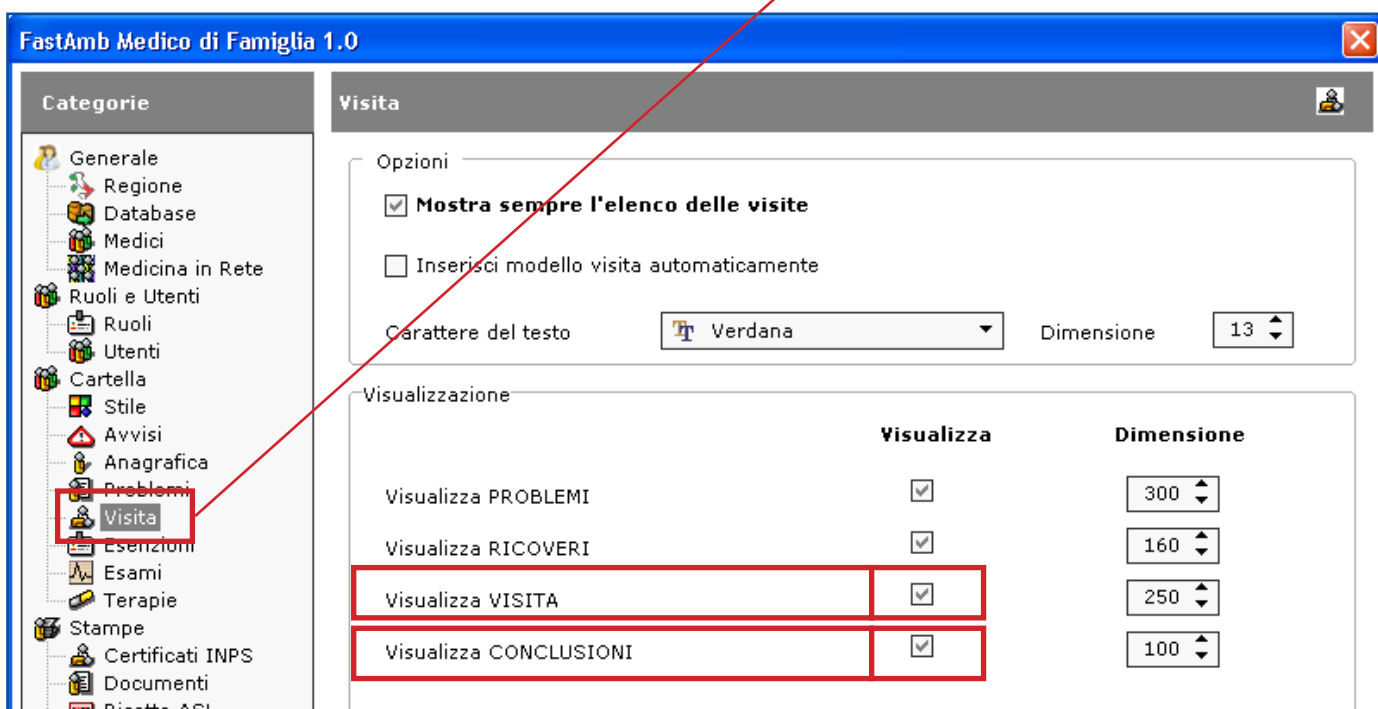 FastAmb Medico di Famiglia 1.0
Categorie
Generale
Regione
Database
Medici
Medicina in Rete
Ruoli e Utenti
Ruoli
Utenti
Cartella
Stile
Avvisi
Anagrafica
Problemi
Visita
Esenzioni
Esami
Terapie
Stampe
Certificati INPS
Documenti
Visita
Opzioni
Mostra sempre l'elenco delle visite
Inserisci modello visita automaticamente
Carattere del testo Verdana Dimensione 13
Visualizzazione
Visualizza Dimensione
Visualizza PROBLEMI 300
Visualizza RICOVERI 160
Visualizza VISITA 250
Visualizza CONCLUSIONI 100